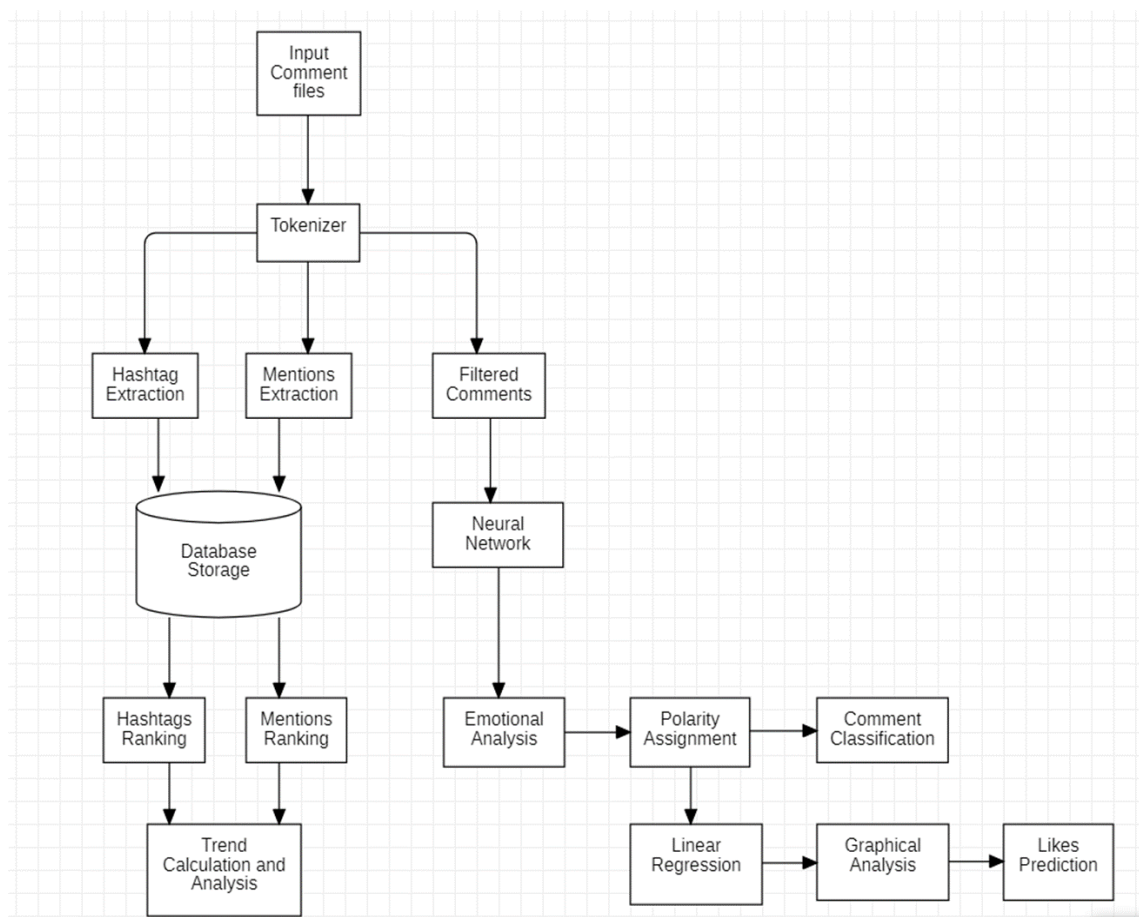 Input
Comment
files
Tokenizer
Hashtag
Extraction
Mentions
Extraction
Filtered
Comments
Database
Storage
Neural
Network
Hashtags
Ranking
Mentions
Ranking
Emotional
Analysis
Polarity
Assignment
Comment
Classification
Trend
Calculation and
Analysis
Linear
Regression
Graphical
Analysis
Likes
Prediction